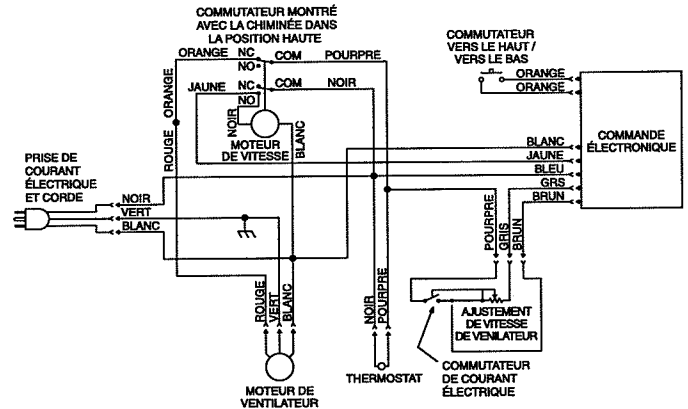 COMMUTATEUR MONTRÉ
AVEC LA CHIMINÉE DANS
LA POSITION HAUTE
ORANGE NC
COM
POURPRE
NO
JAUNE NC
COM
NOIR
NO
ORANGE
ROUGE
NOIR
BLANC
MOTEUR
DE VITESSE
COMMUTATEUR
VERS LE HAUT /
VERS LE BAS
ORANGE
ORANGE
COMMANDE
ÉLECTRONIQUE
BLANC
JAUNE
BLEU
GRS
BRUN
PRISE DE
COURANT
ÉLECTRIQUE
ET CORDE
NOIR
VERT
BLANC
POURPRE
GRIS
BRUN
ROUGE
VERT
BLANC
NOIR
POURPRE
AJUSTEMENT
DE VITESSE
DE VENILATEUR
MOTEUR DE
VENTILATEUR
THERMOSTAT
COMMUTATEUR
DE COURANT
ÉLECTRIQUE